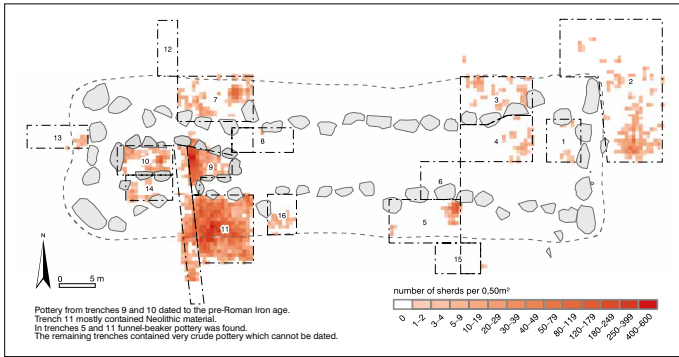 12
2
7
3
13
8
4
1
10
9
14
6
16
5
11
15
N
0 5 m
number of sherds per 0,50m²
0 1–2 3–4 5–9 10–19 20–29 30–39 40–49 50–79 80–119 120–179 180–249 250–399 400–600
Pottery from trenches 9 and 10 dated to the pre-Roman Iron age.
Trench 11 mostly contained Neolithic material.
In trenches 5 and 11 funnel-beaker pottery was found.
The remaining trenches contained very crude pottery which cannot be dated.